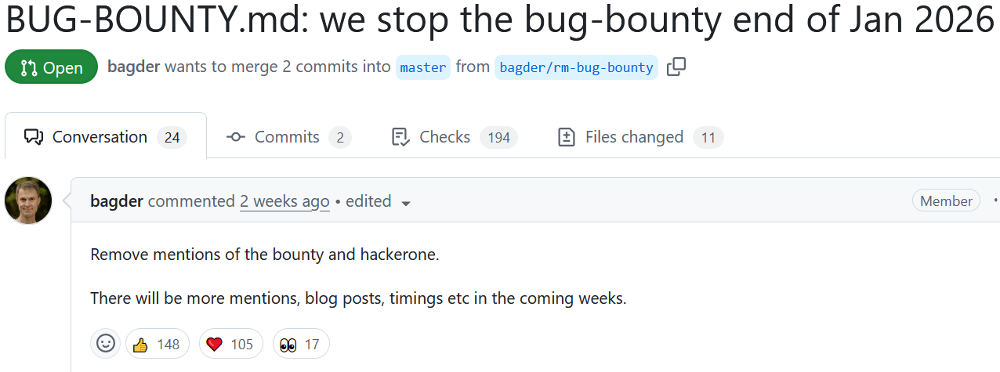 BUG-BOUNTY.md: we stop the bug-bounty end of Jan 2026
Open bagder wants to merge 2 commits into master from bagder/rm-bug-bounty
Conversation 24 Commits 2 Checks 194 Files changed 11
bagder commented 2 weeks ago • edited Member
Remove mentions of the bounty and hackerone.
There will be more mentions, blog posts, timings etc in the coming weeks.
👍 148 ❤️ 105 👀 17